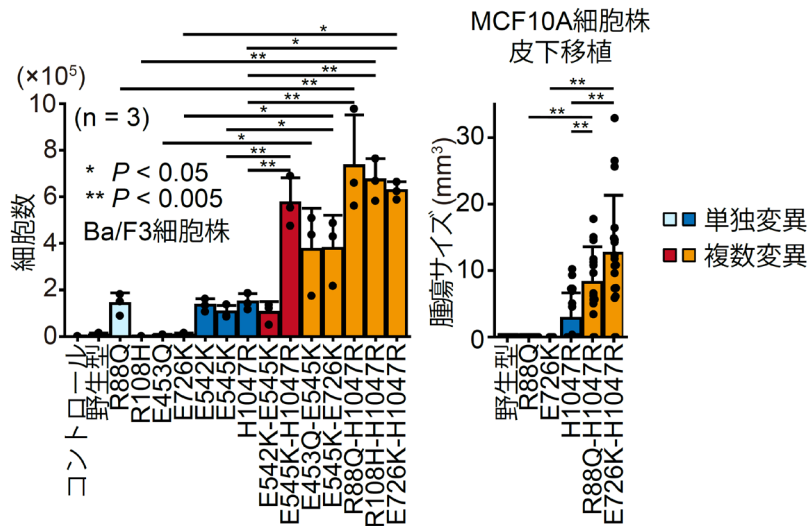 (×10⁵)
10
8
6
4
2
0
細胞数
(n = 3)
* P < 0.05
** P < 0.005
Ba/F3細胞株
*
*
**
**
**
**
*
*
*
**
**
コントロール
野生型
R88Q
R108H
E453Q
E726K
E542K
E545K
H1047R
E542K-E545K
E545K-H1047R
E453Q-E545K
E545K-E726K
R88Q-H1047R
R108H-H1047R
E726K-H1047R
MCF10A細胞株
皮下移植
**
**
**
**
30
20
10
0
腫瘍サイズ (mm³)
野生型
R88Q
E726K
H1047R
R88Q-H1047R
E726K-H1047R
単独変異
複数変異